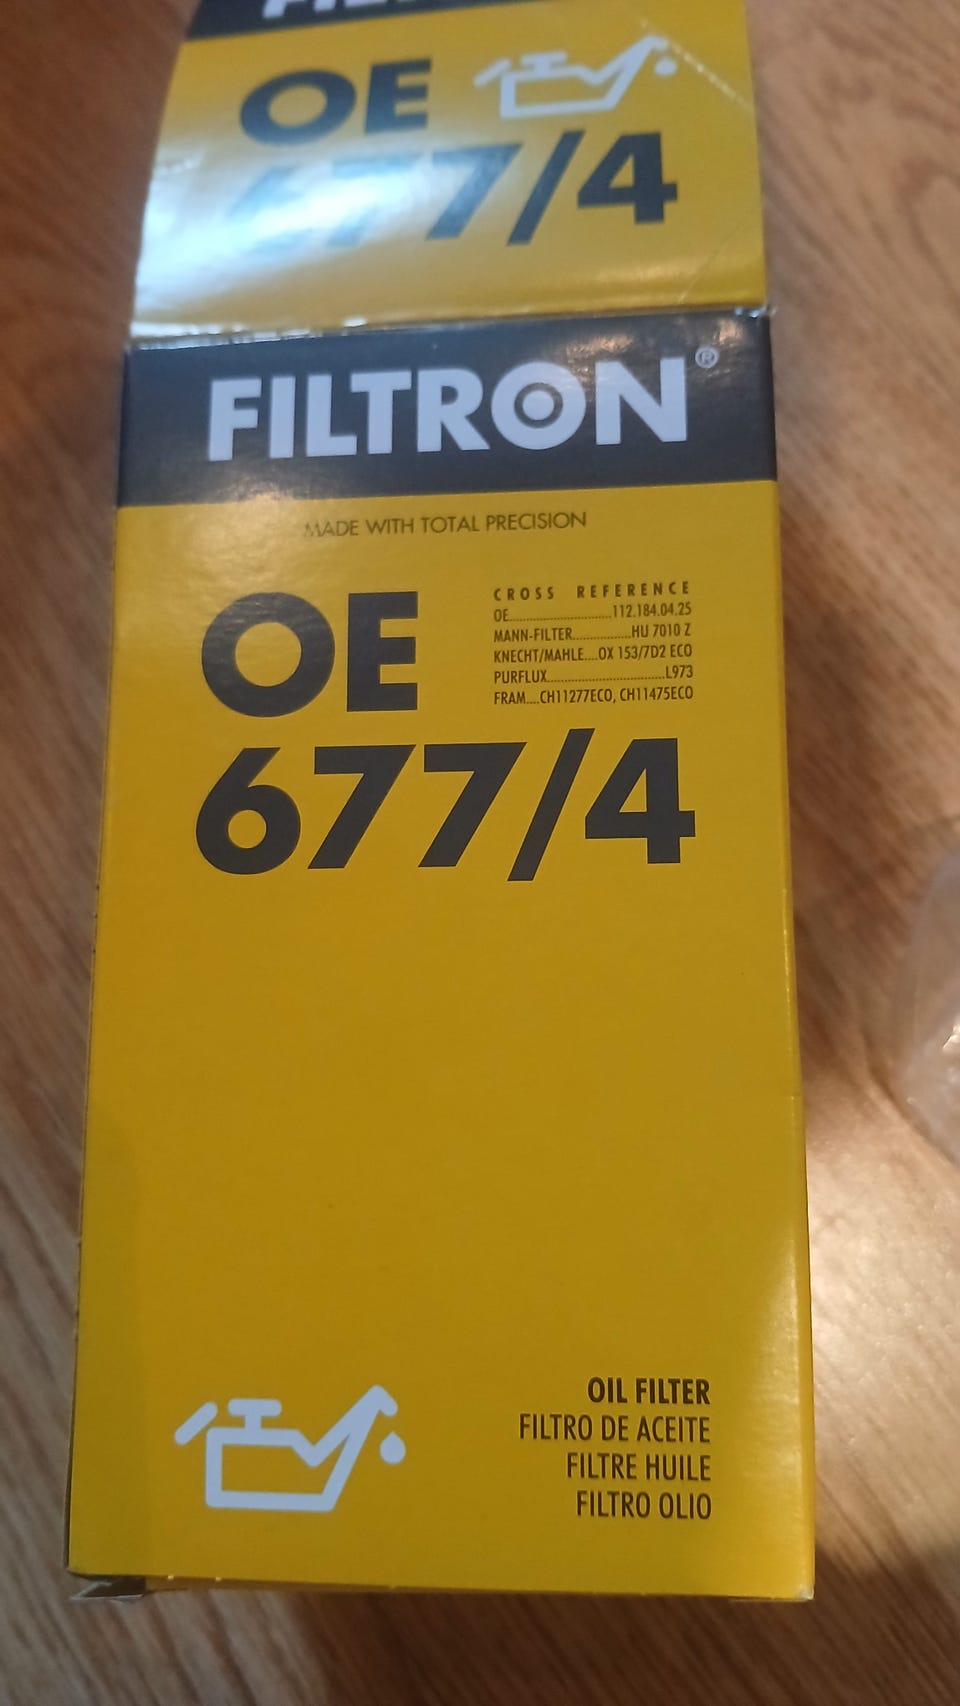 OE
677/4
FILTRON®
MADE WITH TOTAL PRECISION
OE
677/4
CROSS REFERENCE
OE..............................112.184.04.25
MANN-FILTER.................HU 7010 Z
KNECHT/MAHLE....OX 153/7D2 ECO
PURFLUX..................................L973
FRAM....CH11277ECO, CH11475ECO
OIL FILTER
FILTRO DE ACEITE
FILTRE HUILE
FILTRO OLIO